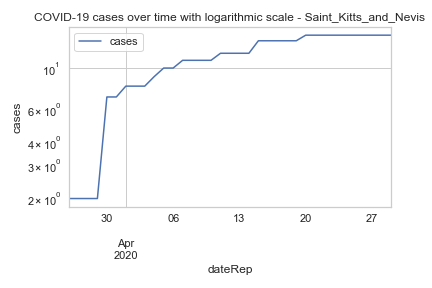 COVID-19 cases over time with logarithmic scale - Saint_Kitts_and_Nevis
cases
10¹
6 × 10⁰
4 × 10⁰
3 × 10⁰
2 × 10⁰
cases
30
06
13
20
27
Apr
2020
dateRep